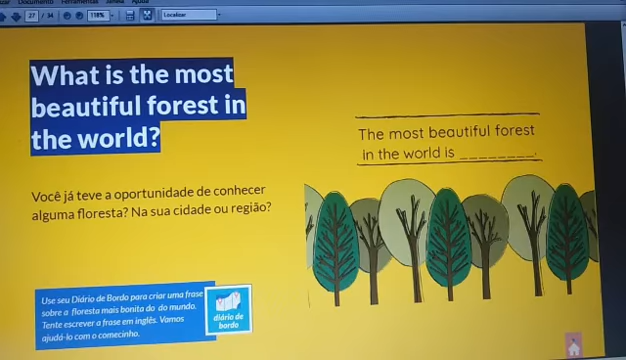 Documento Ferramentas Janela Ajuda
27 / 34 118% Localizar
What is the most
beautiful forest in
the world?
The most beautiful forest
in the world is _ _ _ _ _ _ _ _.
Você já teve a oportunidade de conhecer
alguma floresta? Na sua cidade ou região?
Use seu Diário de Bordo para criar uma frase
sobre a floresta mais bonita do do mundo.
Tente escrever a frase em inglês. Vamos
ajudá-lo com o comecinho.
diário de
bordo